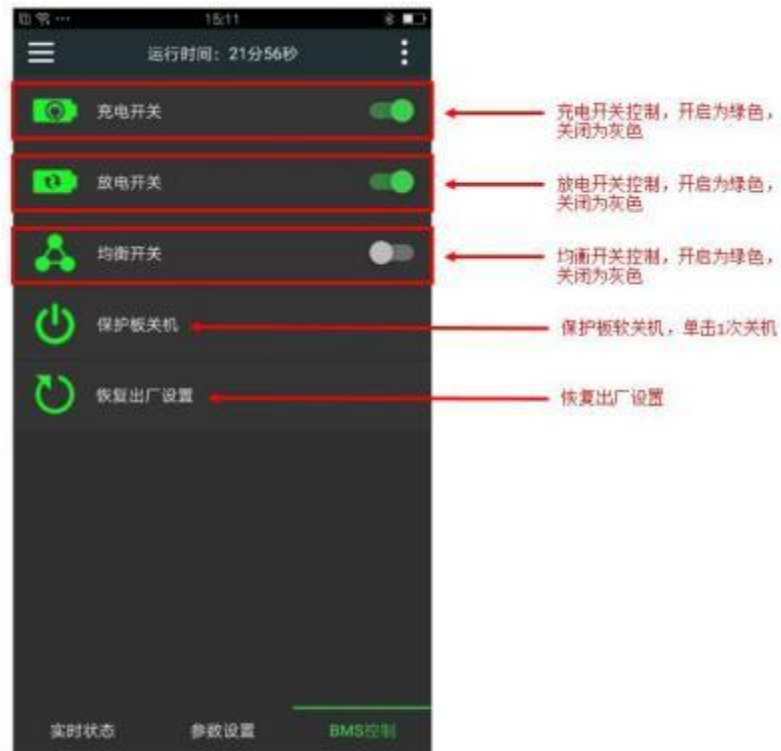 15:11
运行时间：21分56秒
充电开关
充电开关控制，开启为绿色，
关闭为灰色
放电开关
放电开关控制，开启为绿色，
关闭为灰色
均衡开关
均衡开关控制，开启为绿色，
关闭为灰色
保护板关机
保护板软关机，单击1次关机
恢复出厂设置
恢复出厂设置
实时状态
参数设置
BMS控制